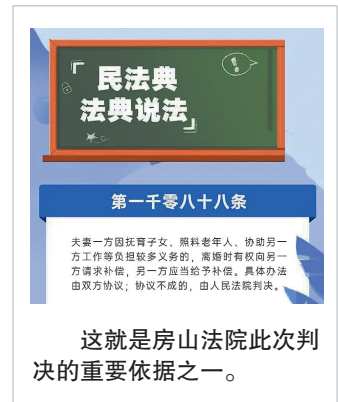 「民法典
法典说法」
第一千零八十八条
夫妻一方因抚育子女、照料老年人、协助另一
方工作等负担较多义务的，离婚时有权向另一
方请求补偿，另一方应当给予补偿。具体办法
由双方协议；协议不成的，由人民法院判决。
这就是房山法院此次判
决的重要依据之一。